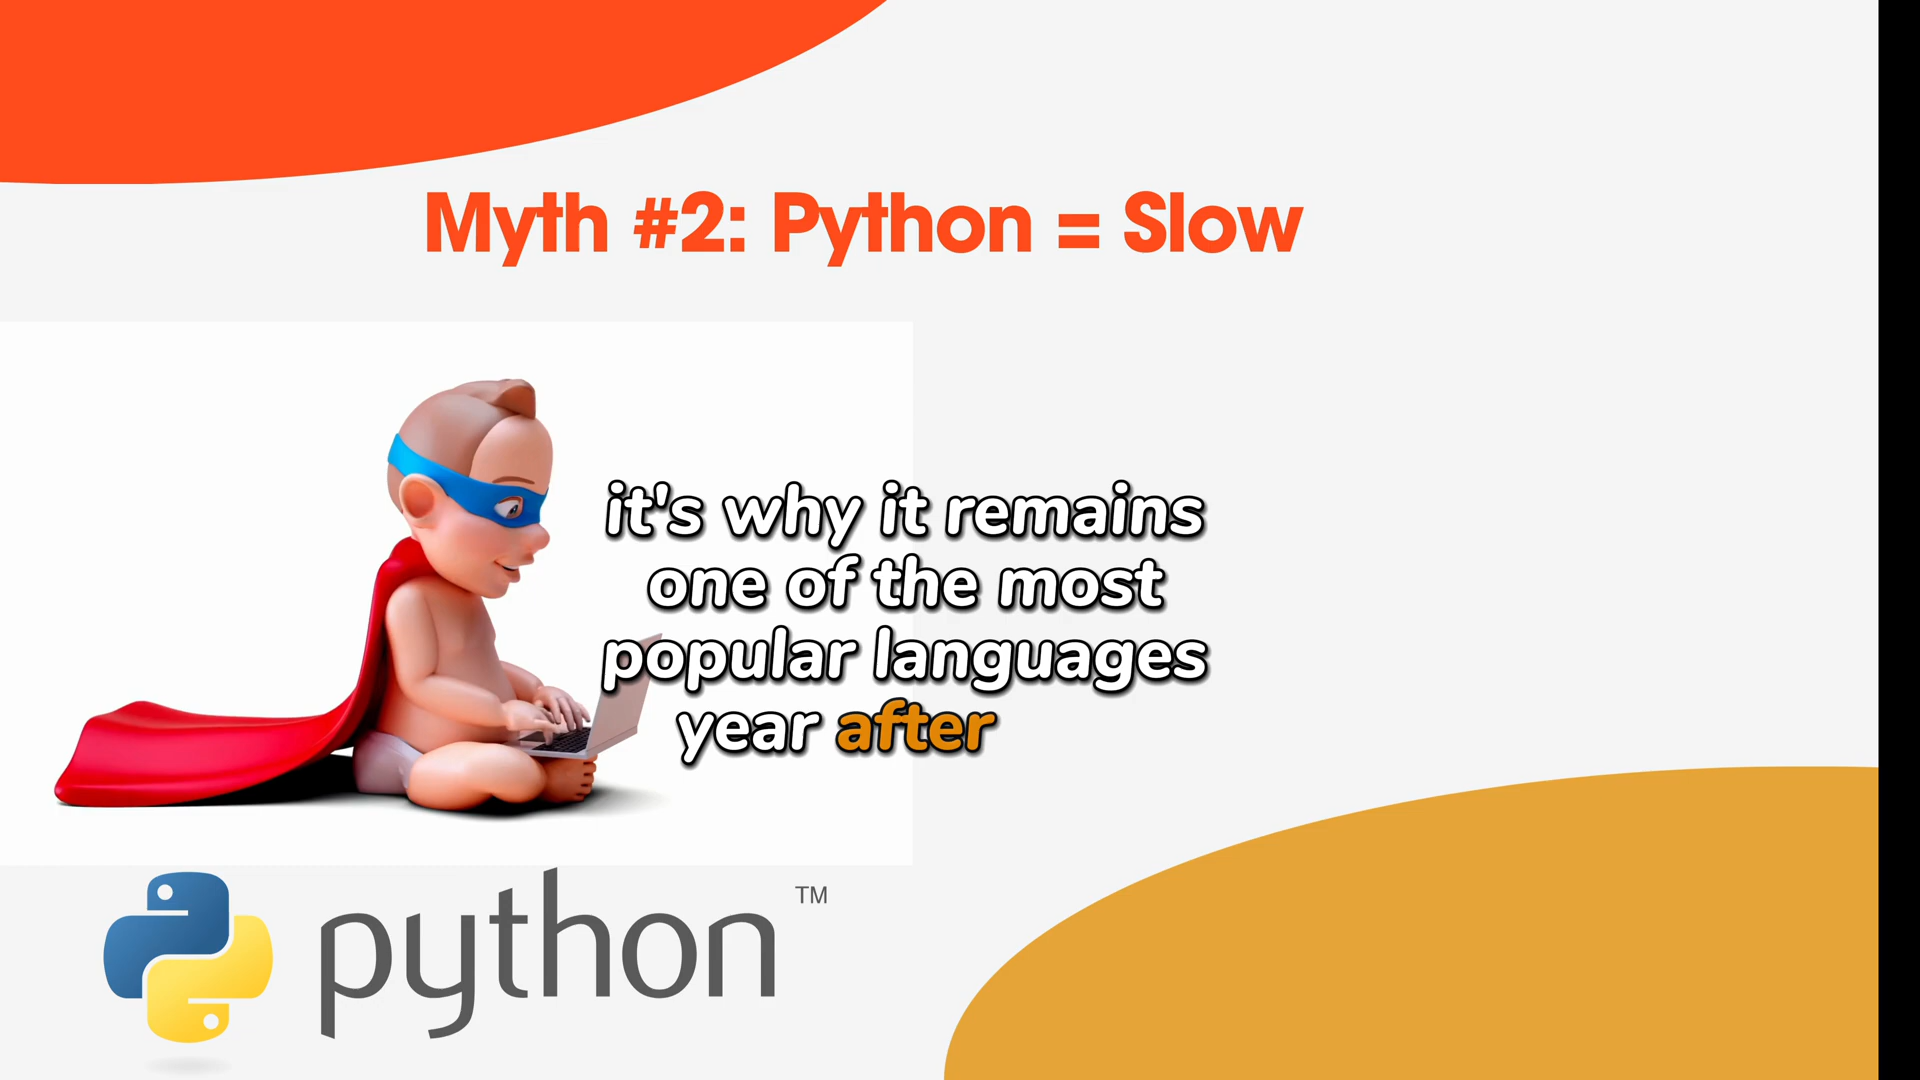 Myth #2: Python = Slow
it's why it remains
one of the most
popular languages
year after
python TM